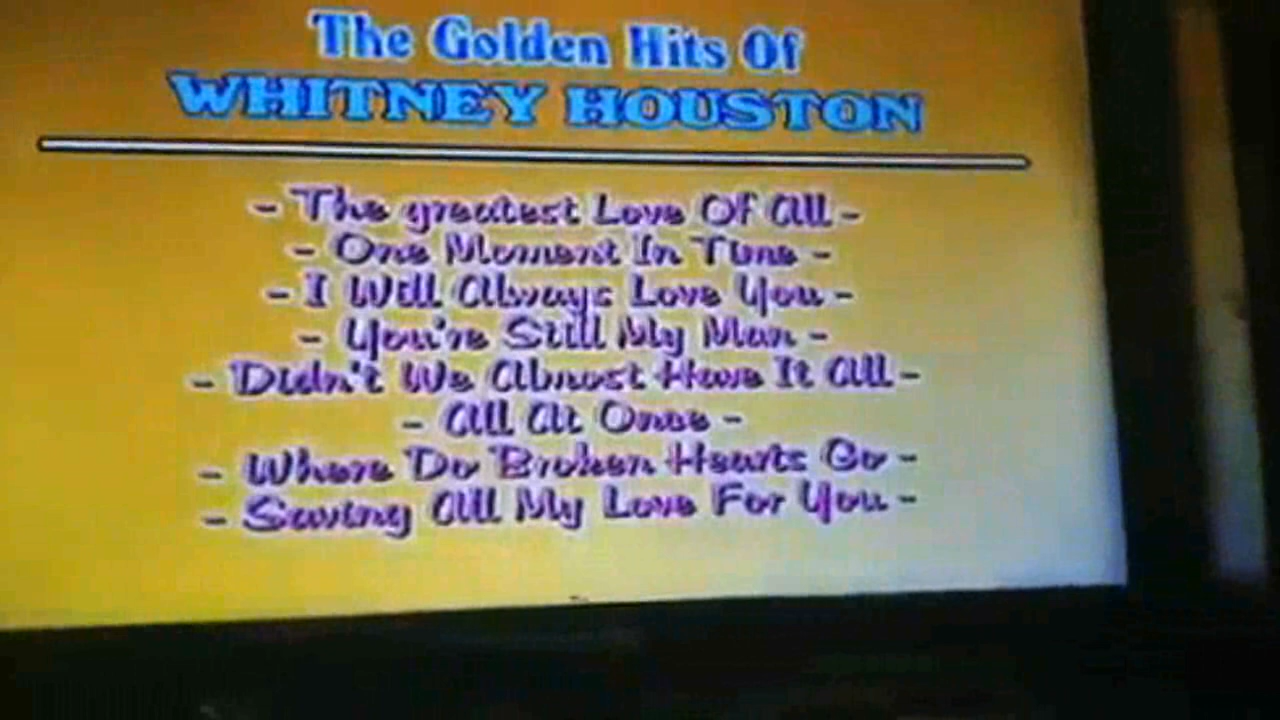 The Golden Hits Of
WHITNEY HOUSTON
- The greatest Love Of All -
- One Moment In Time -
- I Will Always Love You -
- You're Still My Man -
- Didn't We Almost Have It All -
- All At Once -
- Where Do Broken Hearts Go -
- Saving All My Love For You -